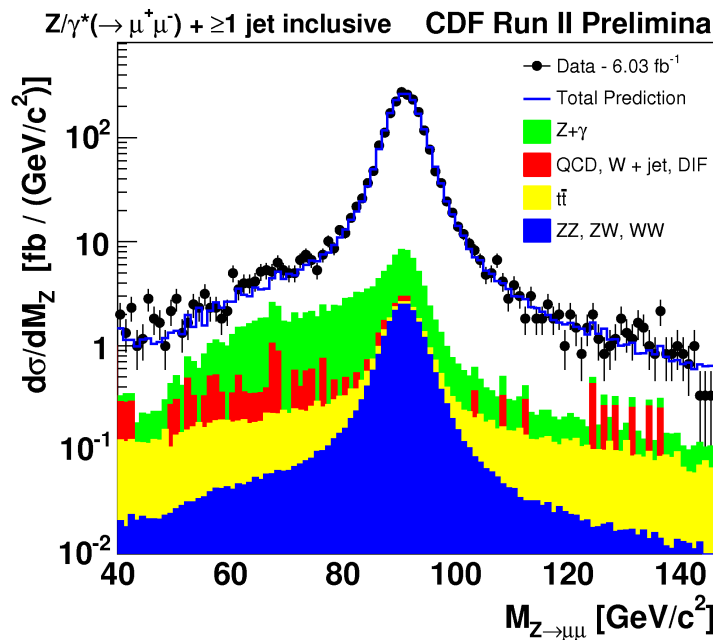 Z/γ*(→ μ⁺μ⁻) + ≥1 jet inclusive CDF Run II Prelimina
Data - 6.03 fb⁻¹
Total Prediction
Z+γ
QCD, W + jet, DIF
tt̄
ZZ, ZW, WW
dσ/dM_Z [fb / (GeV/c²)]
10²
10
1
10⁻¹
10⁻²
40 60 80 100 120 140
M_Z→μμ [GeV/c²]